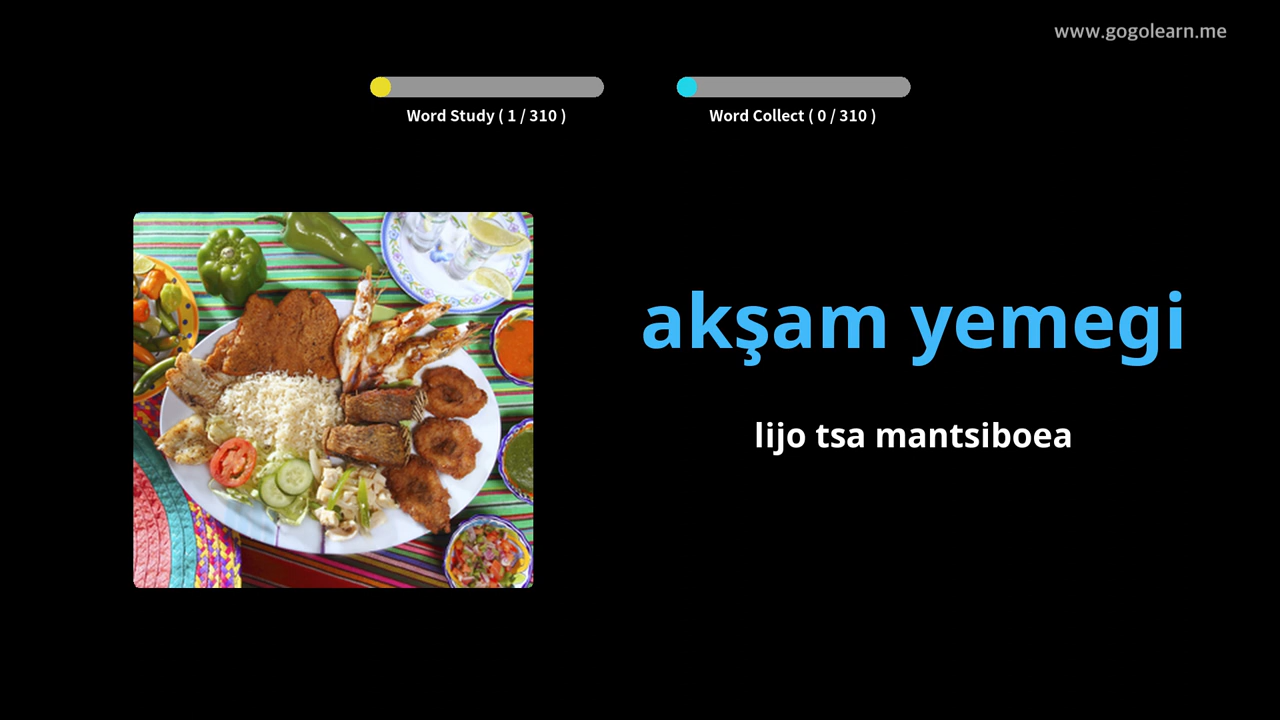 www.gogolearn.me
Word Study ( 1 / 310 )
Word Collect ( 0 / 310 )
akşam yemegi
lijo tsa mantsiboea